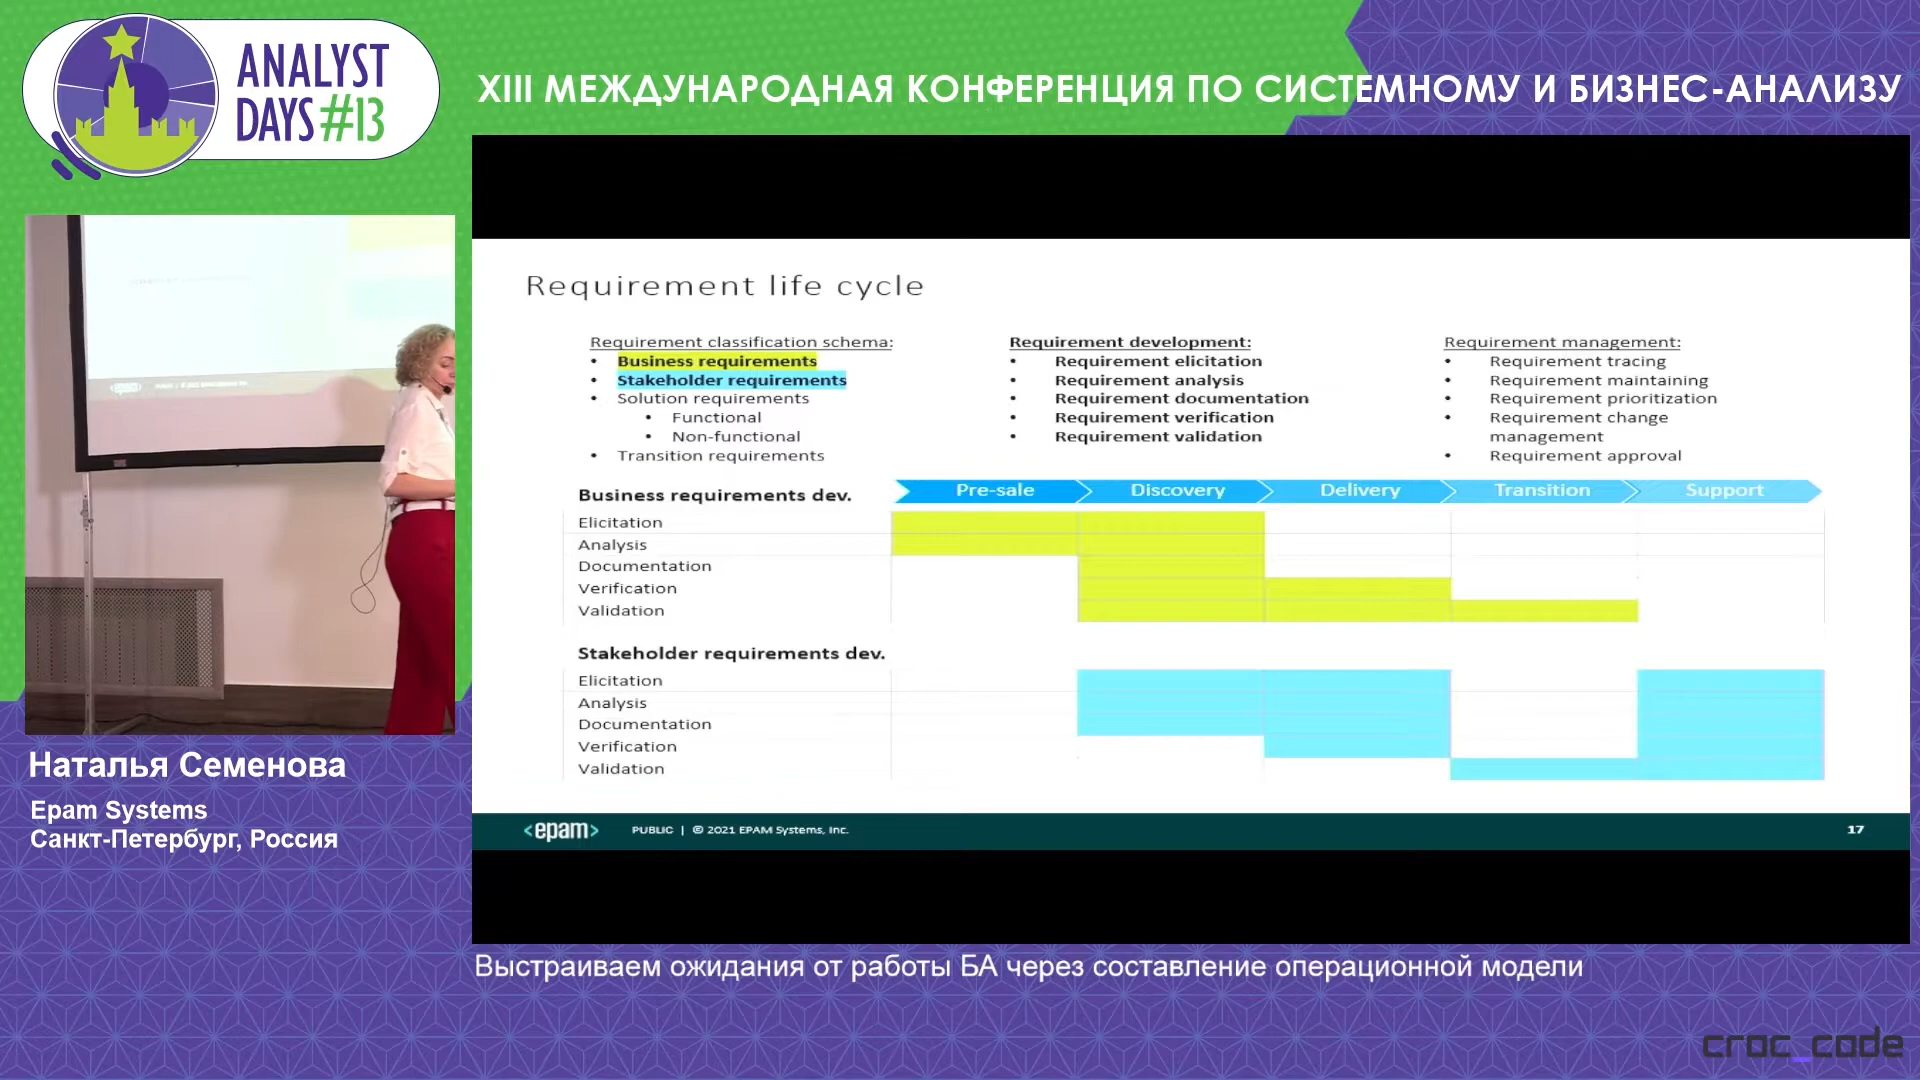 ANALYST
DAYS #13
XIII МЕЖДУНАРОДНАЯ КОНФЕРЕНЦИЯ ПО СИСТЕМНОМУ И БИЗНЕС-АНАЛИЗУ
Requirement life cycle
Requirement classification schema:
• Business requirements
• Stakeholder requirements
• Solution requirements
• Functional
• Non-functional
• Transition requirements
Requirement development:
• Requirement elicitation
• Requirement analysis
• Requirement documentation
• Requirement verification
• Requirement validation
Requirement management:
• Requirement tracing
• Requirement maintaining
• Requirement prioritization
• Requirement change
management
• Requirement approval
Business requirements dev.
Pre-sale Discovery Delivery Transition Support
Elicitation
Analysis
Documentation
Verification
Validation
Stakeholder requirements dev.
Elicitation
Analysis
Documentation
Verification
Validation
<epam> PUBLIC | © 2021 EPAM Systems, Inc. 17
Наталья Семенова
Epam Systems
Санкт-Петербург, Россия
Выстраиваем ожидания от работы БА через составление операционной модели
croc_code